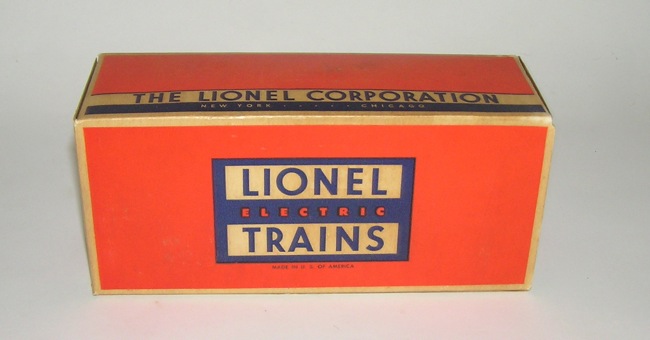 THE LIONEL CORPORATION
NEW YORK · · · · · CHICAGO
LIONEL
ELECTRIC
TRAINS
MADE IN U. S. OF AMERICA